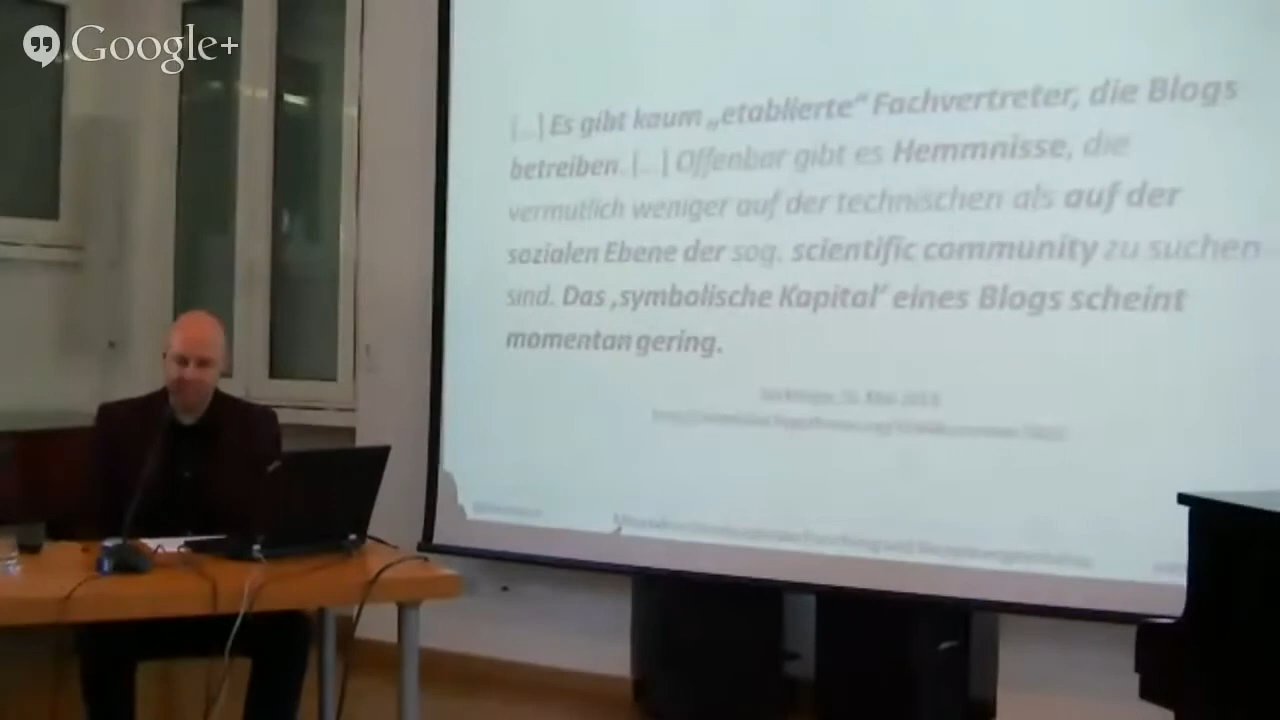 Google+
[...] Es gibt kaum „etablierte“ Fachvertreter, die Blogs
betreiben. [...] Offenbar gibt es Hemmnisse, die
vermutlich weniger auf der technischen als auf der
sozialen Ebene der sog. scientific community zu suchen
sind. Das ‚symbolische Kapital‘ eines Blogs scheint
momentan gering.